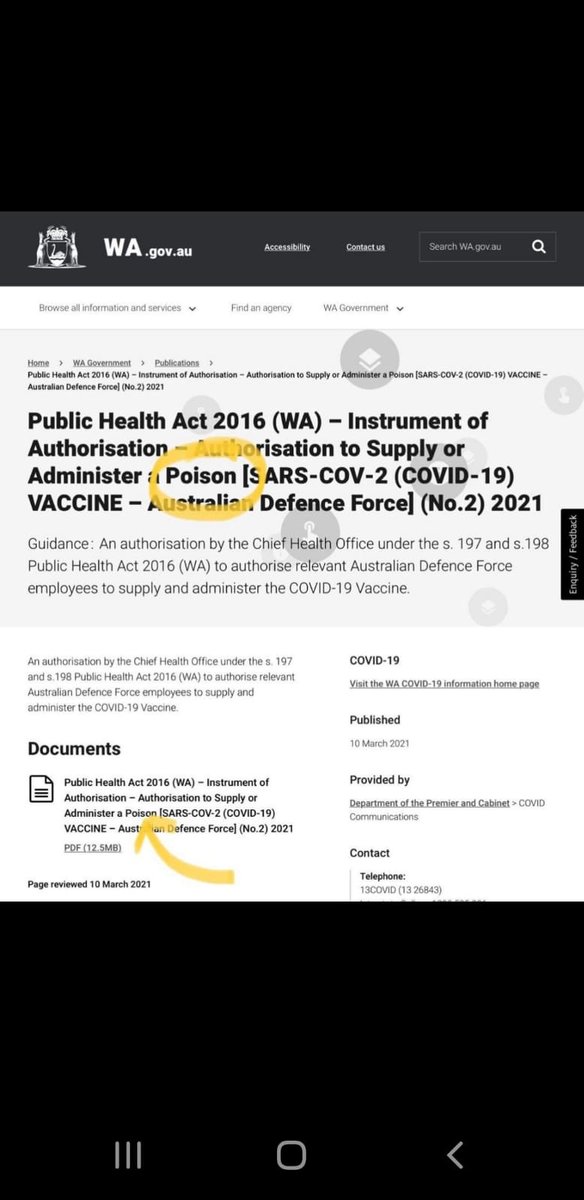 WA.gov.au
Accessibility
Contact us
Search WA.gov.au
Browse all information and services
Find an agency
WA Government
Home > WA Government > Publications >
Public Health Act 2016 (WA) – Instrument of Authorisation – Authorisation to Supply or Administer a Poison [SARS-COV-2 (COVID-19) VACCINE –
Australian Defence Force] (No.2) 2021
Public Health Act 2016 (WA) – Instrument of
Authorisation – Authorisation to Supply or
Administer a Poison [SARS-COV-2 (COVID-19)
VACCINE – Australian Defence Force] (No.2) 2021
Guidance: An authorisation by the Chief Health Office under the s. 197 and s.198
Public Health Act 2016 (WA) to authorise relevant Australian Defence Force
employees to supply and administer the COVID-19 Vaccine.
Enquiry / Feedback
An authorisation by the Chief Health Office under the s. 197
and s.198 Public Health Act 2016 (WA) to authorise relevant
Australian Defence Force employees to supply and
administer the COVID-19 Vaccine.
Documents
Public Health Act 2016 (WA) – Instrument of
Authorisation – Authorisation to Supply or
Administer a Poison [SARS-COV-2 (COVID-19)
VACCINE – Australian Defence Force] (No.2) 2021
PDF (12.5MB)
Page reviewed 10 March 2021
COVID-19
Visit the WA COVID-19 information home page
Published
10 March 2021
Provided by
Department of the Premier and Cabinet > COVID
Communications
Contact
Telephone:
13COVID (13 26843)